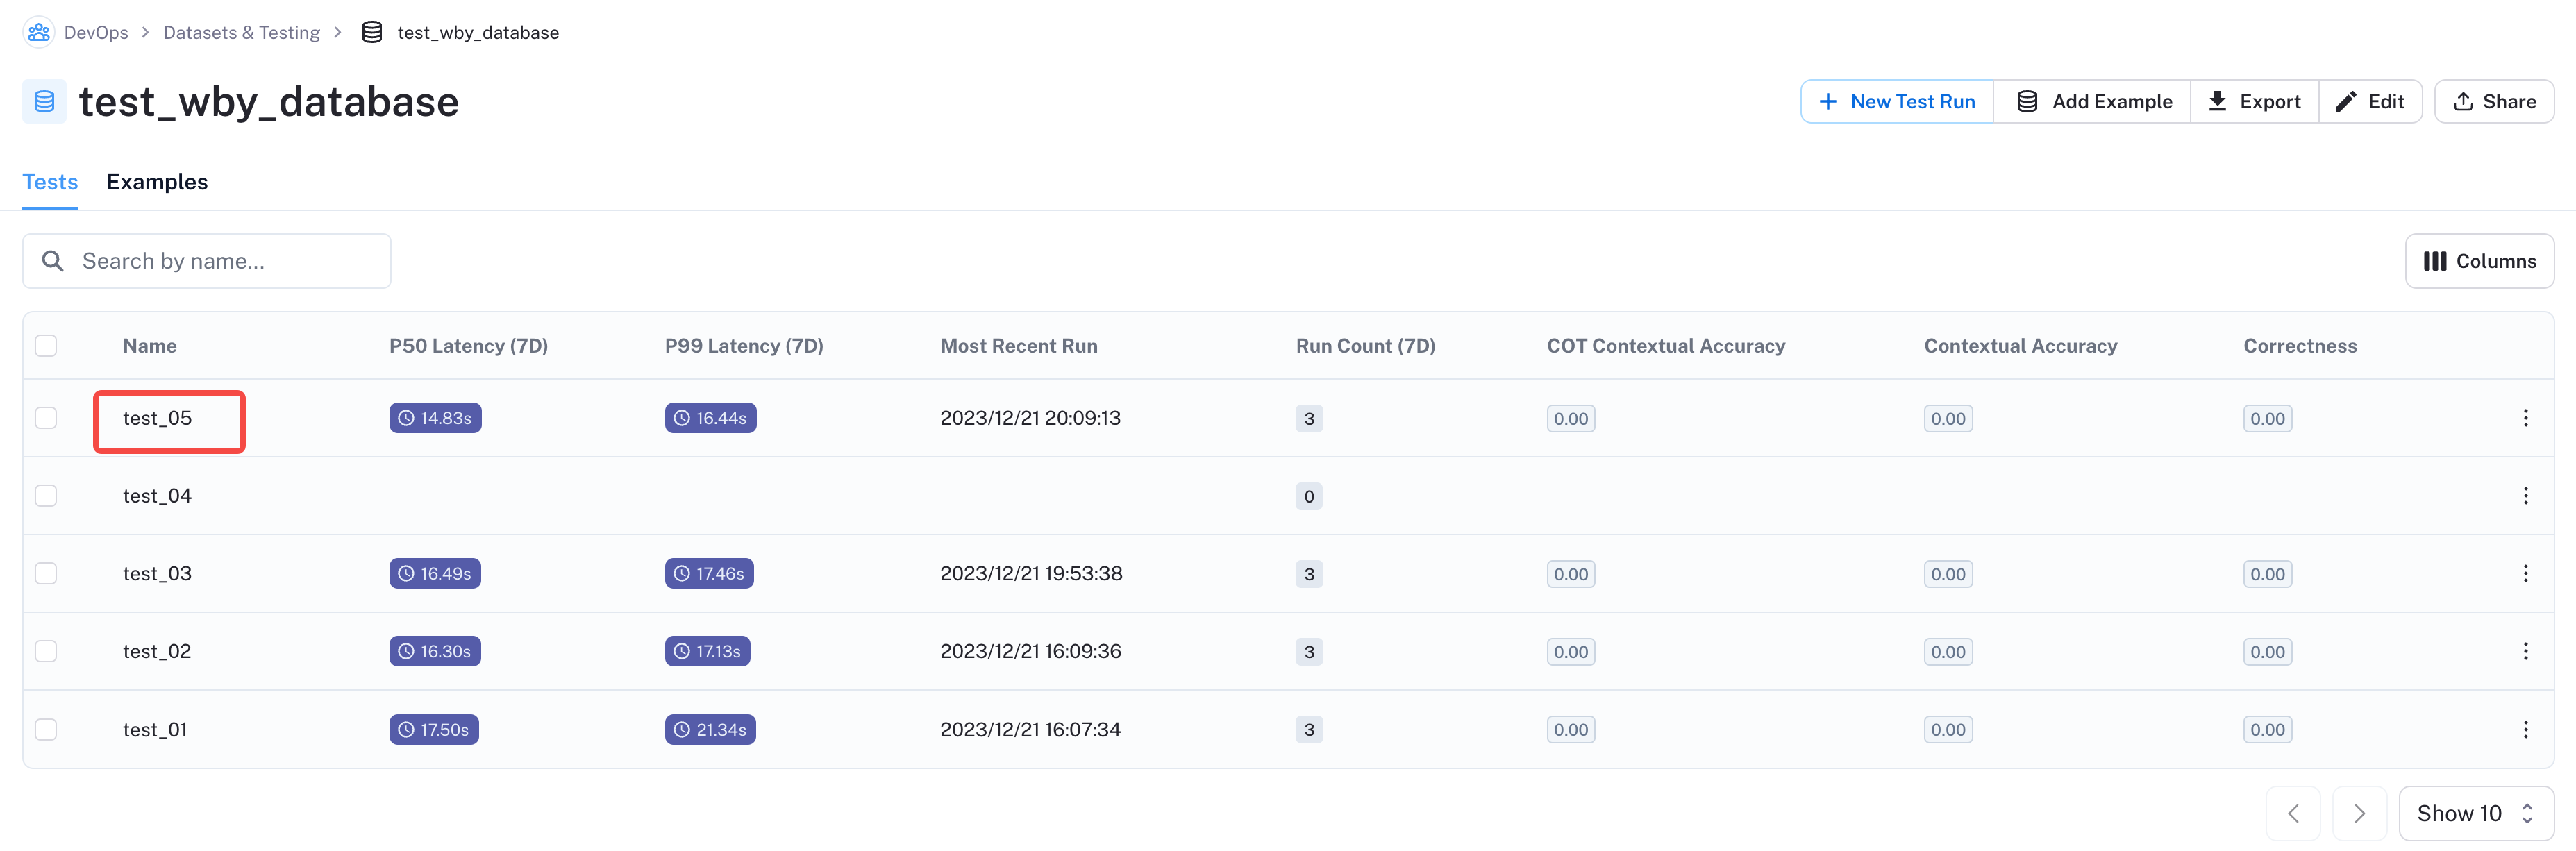 DevOps > Datasets & Testing > test_wby_database
test_wby_database
+ New Test Run Add Example Export Edit Share
Tests Examples
Search by name...
Columns
Name P50 Latency (7D) P99 Latency (7D) Most Recent Run Run Count (7D) COT Contextual Accuracy Contextual Accuracy Correctness
test_05 14.83s 16.44s 2023/12/21 20:09:13 3 0.00 0.00 0.00
test_04 0
test_03 16.49s 17.46s 2023/12/21 19:53:38 3 0.00 0.00 0.00
test_02 16.30s 17.13s 2023/12/21 16:09:36 3 0.00 0.00 0.00
test_01 17.50s 21.34s 2023/12/21 16:07:34 3 0.00 0.00 0.00
Show 10